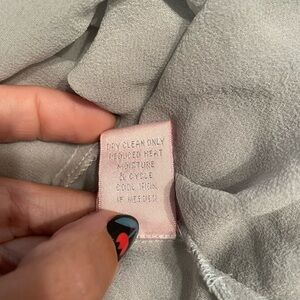 DRY CLEAN ONLY
REDUCED HEAT
MOISTURE
& CYCLE
COOL IRON
IF NEEDED